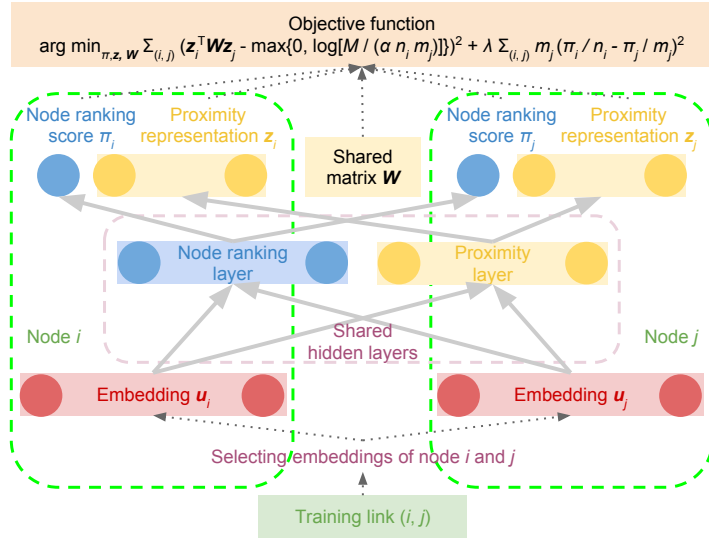 Objective function
arg min_{π,z, W} Σ_{(i, j)} (z_i^T Wz_j - max{0, log[M / (α n_i m_j)]})² + λ Σ_{(i, j)} m_j (π_i / n_i - π_j / m_j)²
Node ranking score π_i
Proximity representation z_i
Shared matrix W
Node ranking score π_j
Proximity representation z_j
Node ranking layer
Proximity layer
Node i
Shared hidden layers
Node j
Embedding u_i
Embedding u_j
Selecting embeddings of node i and j
Training link (i, j)